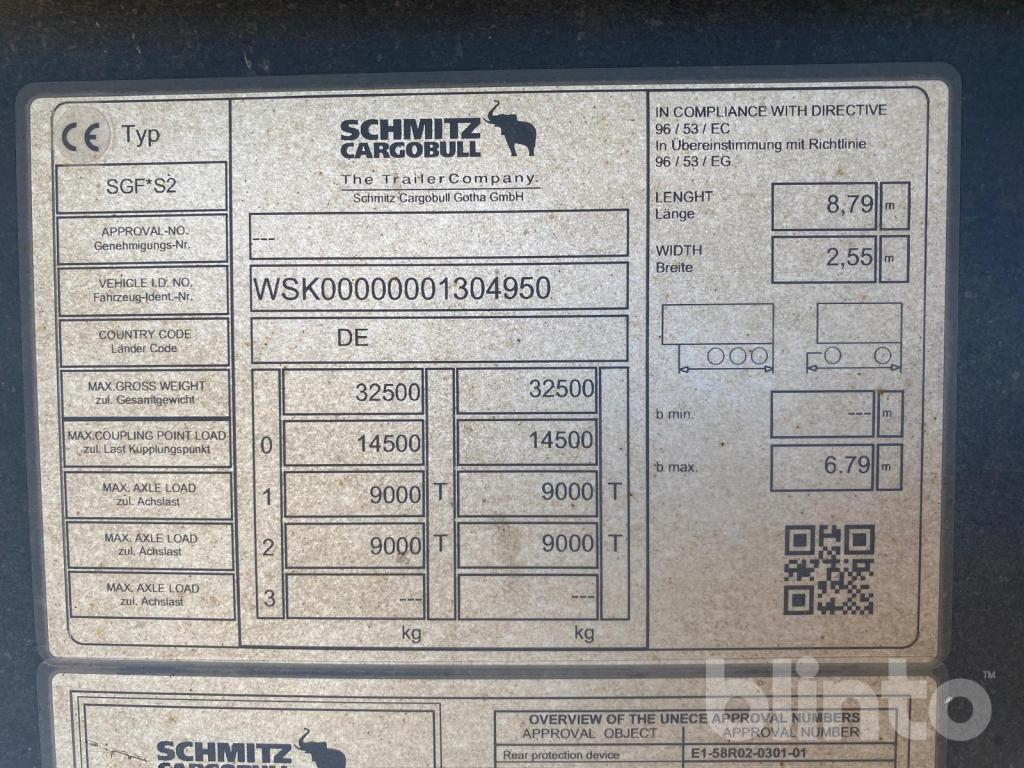 CE Typ
SGF*S2
APPROVAL-NO.
Genehmigungs-Nr.
VEHICLE I.D. NO.
Fahrzeug-Ident.-Nr.
COUNTRY CODE
Länder Code
MAX.GROSS WEIGHT
zul. Gesamtgewicht
MAX.COUPLING POINT LOAD
zul. Last Kupplungspunkt
MAX. AXLE LOAD
zul. Achslast
MAX. AXLE LOAD
zul. Achslast
MAX. AXLE LOAD
zul. Achslast
SCHMITZ
CARGOBULL
The TrailerCompany.
Schmitz Cargobull Gotha GmbH
---
WSK00000001304950
DE
32500 32500
0 14500 14500
1 9000 T 9000 T
2 9000 T 9000 T
3 --- ---
kg kg
IN COMPLIANCE WITH DIRECTIVE
96 / 53 / EC
In Übereinstimmung mit Richtlinie
96 / 53 / EG
LENGHT 8,79 m
Länge
WIDTH 2,55 m
Breite
b min. --- m
b max. 6.79 m
blinto™
SCHMITZ
CARGOBULL
OVERVIEW OF THE UNECE APPROVAL NUMBERS
APPROVAL OBJECT APPROVAL NUMBER
Rear protection device E1-58R02-0301-01